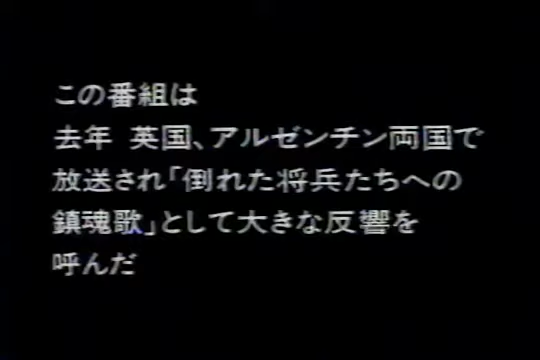 この番組は
去年 英国、アルゼンチン両国で
放送され「倒れた将兵たちへの
鎮魂歌」として大きな反響を
呼んだ